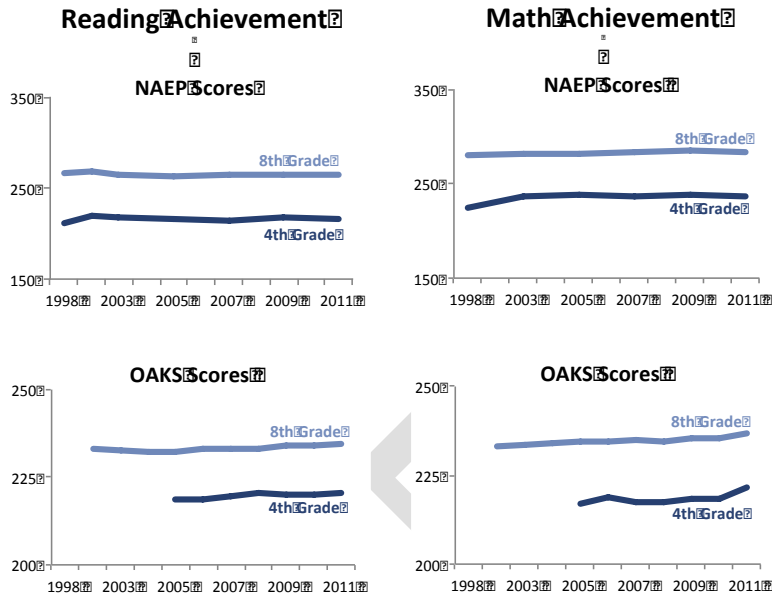 Reading Achievement
NAEP Scores
350
250
150
8th Grade
4th Grade
1998 2003 2005 2007 2009 2011
Math Achievement
NAEP Scores
350
250
150
8th Grade
4th Grade
1998 2003 2005 2007 2009 2011
OAKS Scores
250
225
200
8th Grade
4th Grade
1998 2003 2005 2007 2009 2011
OAKS Scores
250
225
200
8th Grade
4th Grade
1998 2003 2005 2007 2009 2011